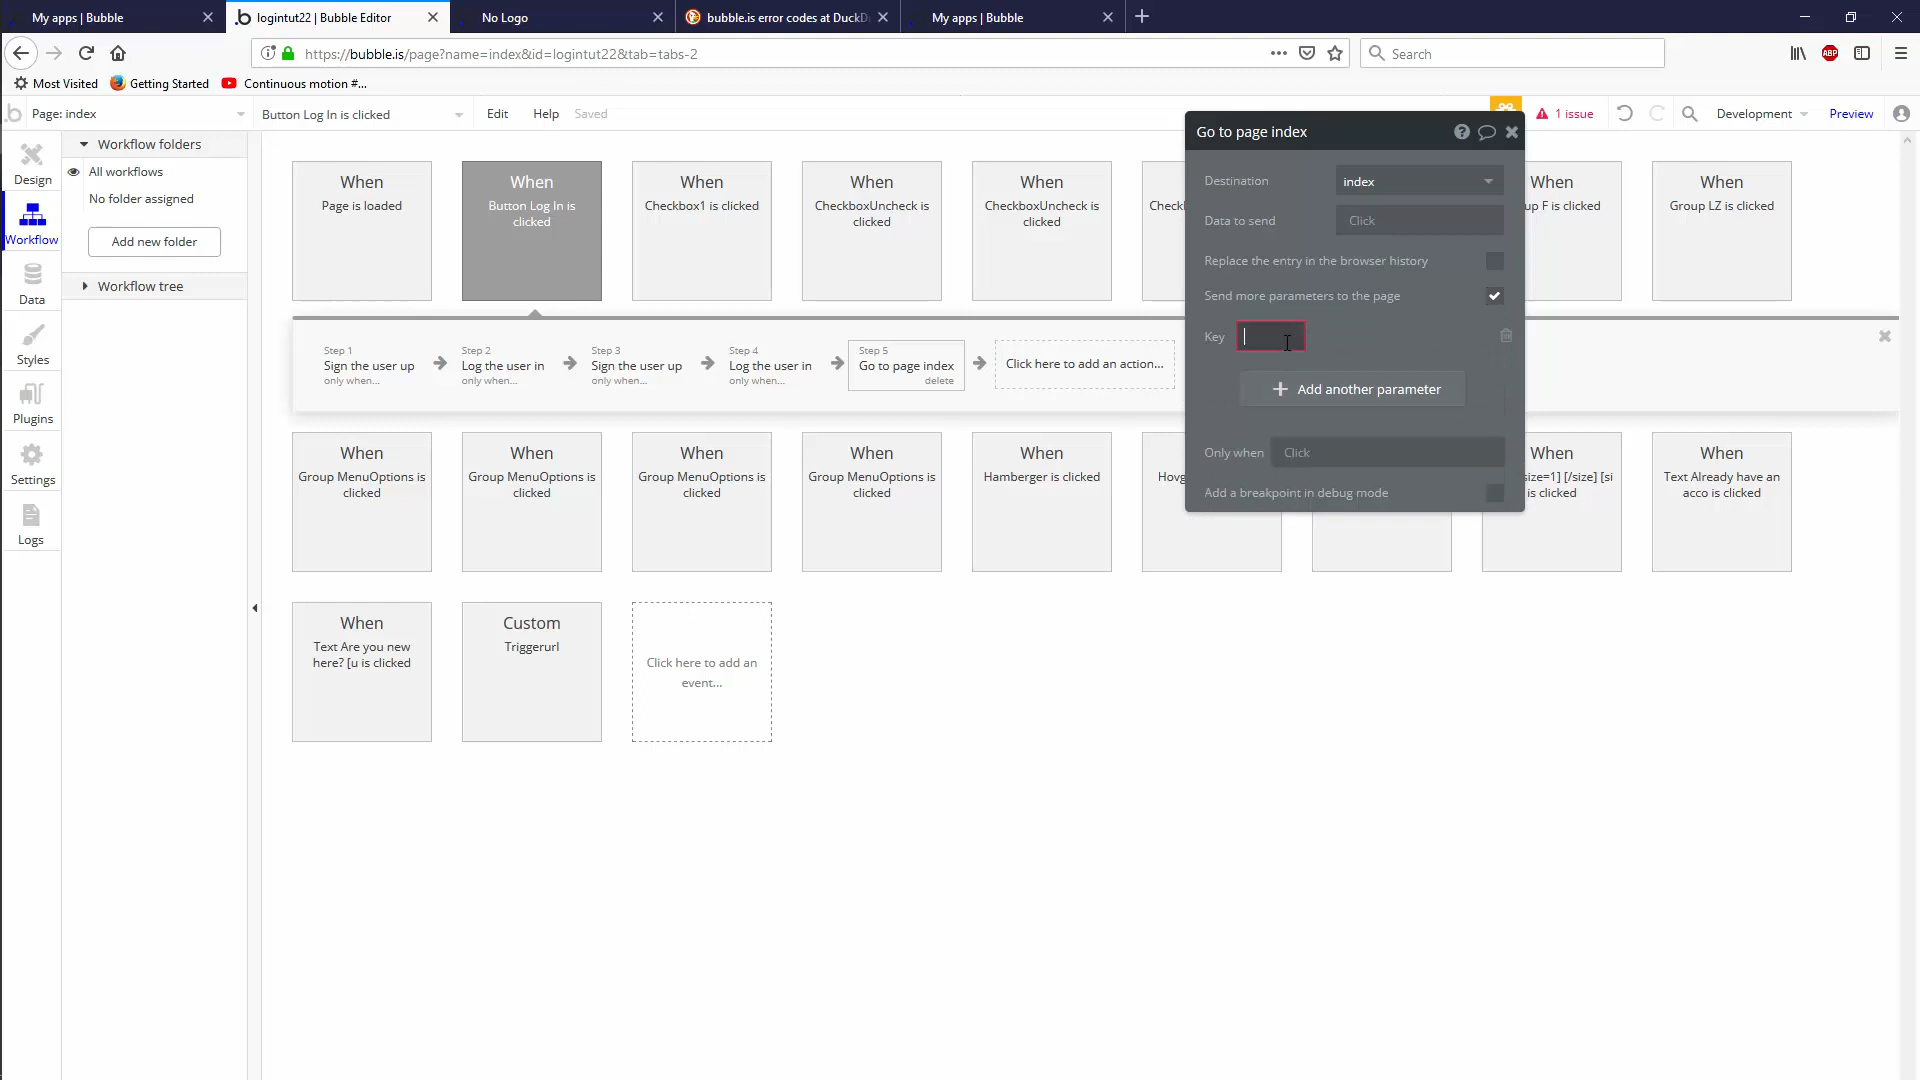 My apps | Bubble
logintut22 | Bubble Editor
No Logo
bubble.is error codes at DuckD
My apps | Bubble
https://bubble.is/page?name=index&id=logintut22&tab=tabs-2
Search
Most Visited
Getting Started
Continuous motion #...
Page: index
Button Log In is clicked
Edit
Help
Saved
1 issue
Development
Preview
Design
Workflow
Data
Styles
Plugins
Settings
Logs
Workflow folders
All workflows
No folder assigned
Add new folder
Workflow tree
When
Page is loaded
When
Button Log In is
clicked
When
Checkbox1 is clicked
When
CheckboxUncheck is
clicked
When
CheckboxUncheck is
clicked
When
up F is clicked
When
Group LZ is clicked
Step 1
Sign the user up
only when...
Step 2
Log the user in
only when...
Step 3
Sign the user up
only when...
Step 4
Log the user in
only when...
Step 5
Go to page index
delete
Click here to add an action...
Go to page index
Destination
index
Data to send
Click
Replace the entry in the browser history
Send more parameters to the page
Key
Add another parameter
Only when
Click
Add a breakpoint in debug mode
When
Group MenuOptions is
clicked
When
Group MenuOptions is
clicked
When
Group MenuOptions is
clicked
When
Group MenuOptions is
clicked
When
Hamberger is clicked
When
size=1] [/size] [si
is clicked
When
Text Already have an
acco is clicked
When
Text Are you new
here? [u is clicked
Custom
Triggerurl
Click here to add an
event...